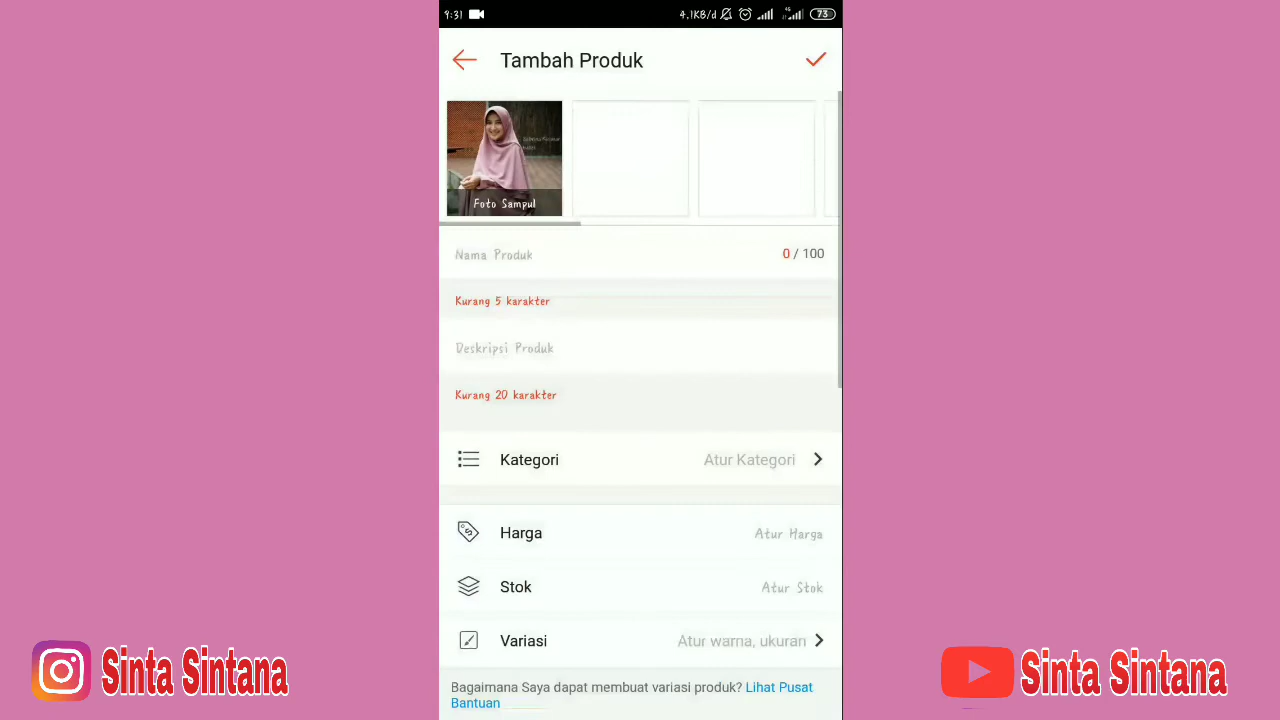 9:31
4,1KB/d
4G
73
Tambah Produk
Foto Sampul
Nama Produk
0 / 100
Kurang 5 karakter
Deskripsi Produk
Kurang 20 karakter
Kategori
Atur Kategori
Harga
Atur Harga
Stok
Atur Stok
Variasi
Atur warna, ukuran
Bagaimana Saya dapat membuat variasi produk? Lihat Pusat
Bantuan
Sinta Sintana
Sinta Sintana